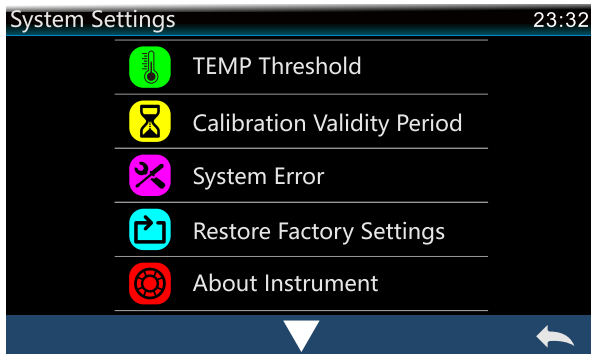 System Settings
23:32
TEMP Threshold
Calibration Validity Period
System Error
Restore Factory Settings
About Instrument